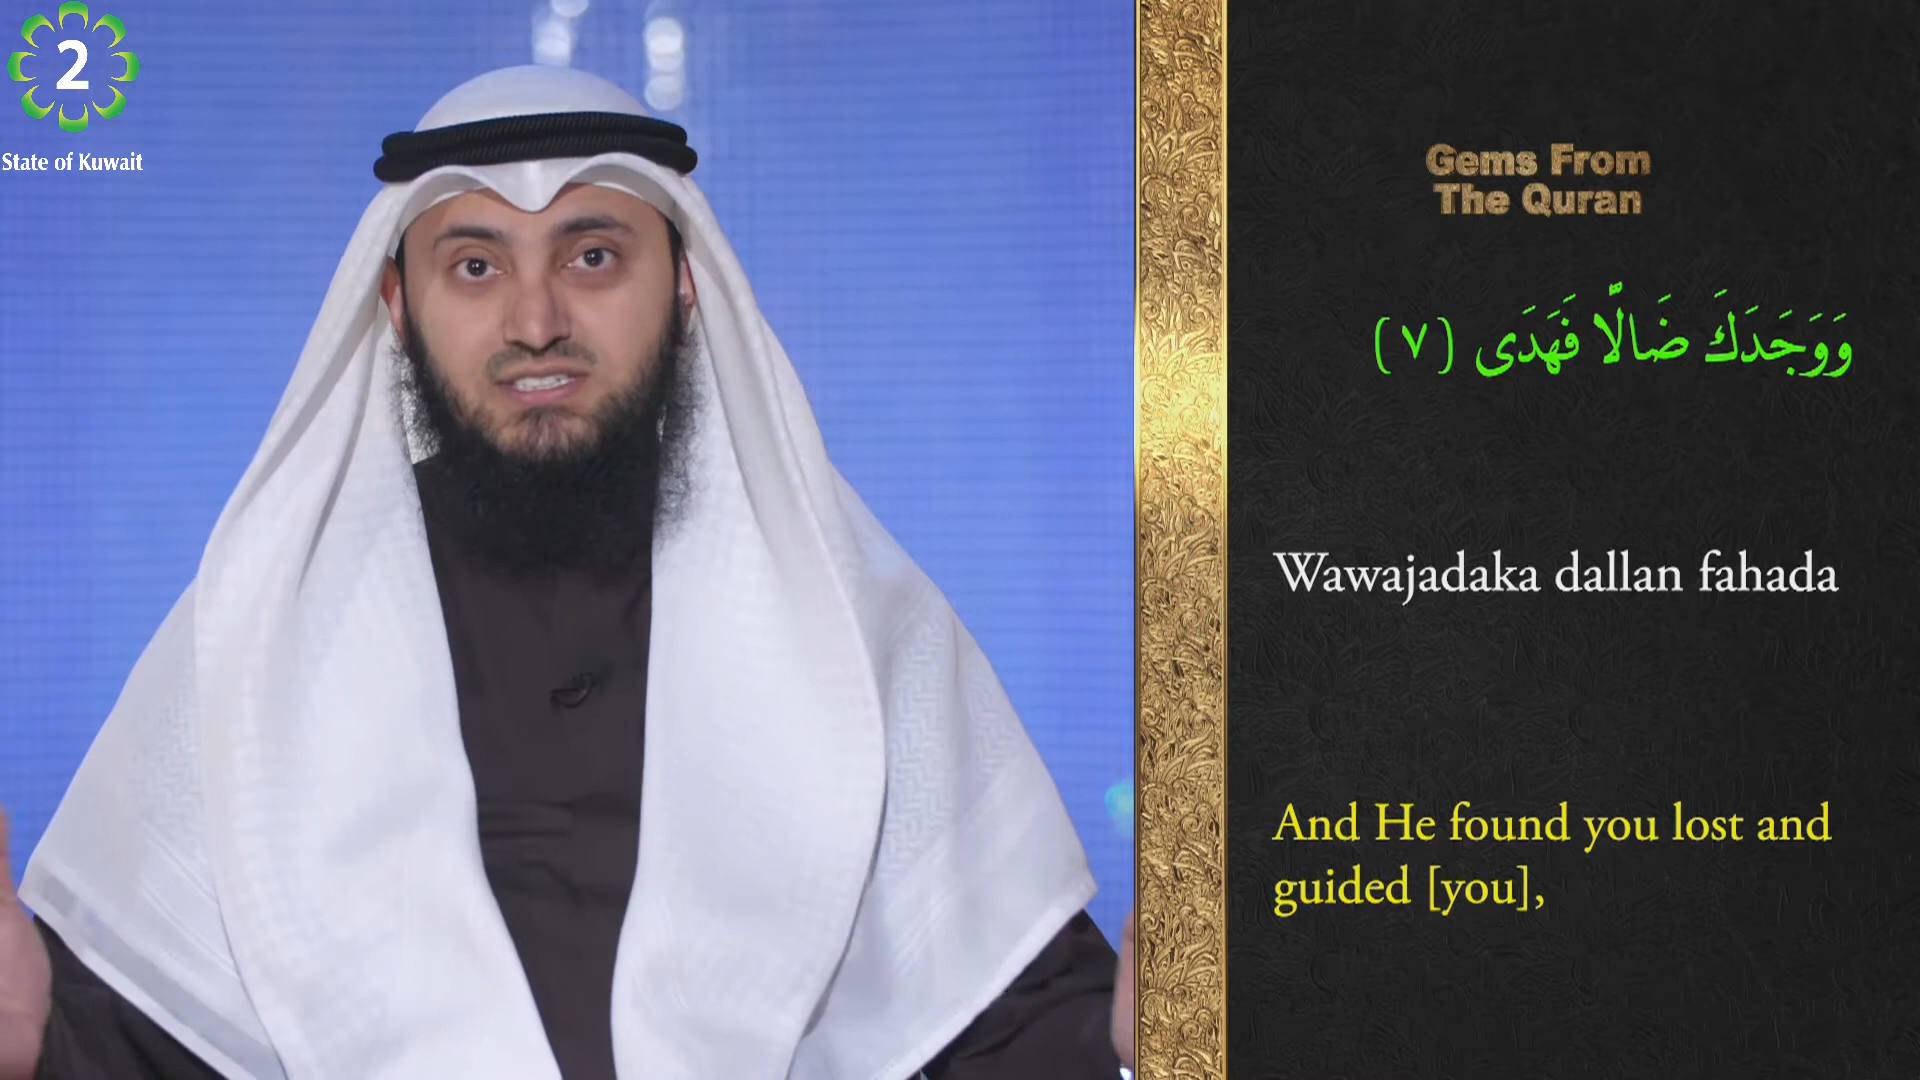 2
State of Kuwait
Gems From
The Quran
وَوَجَدَكَ ضَالًّا فَهَدَى (٧)
Wawajadaka dallan fahada
And He found you lost and
guided [you],